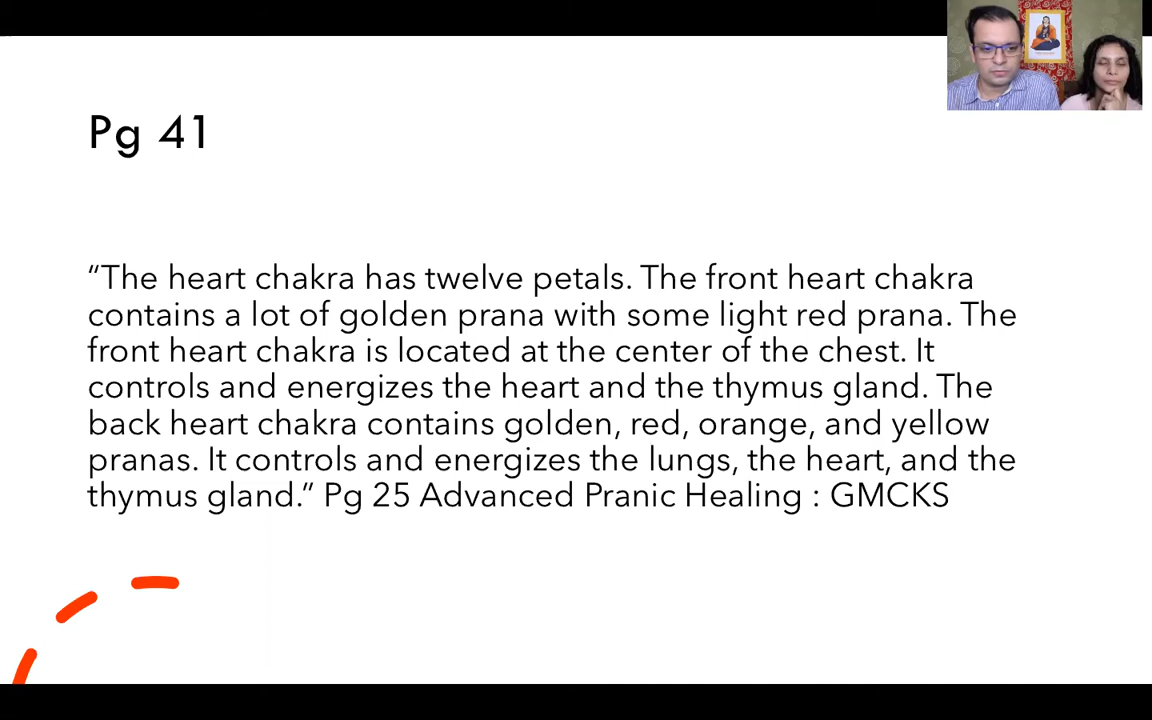 Pg 41
“The heart chakra has twelve petals. The front heart chakra
contains a lot of golden prana with some light red prana. The
front heart chakra is located at the center of the chest. It
controls and energizes the heart and the thymus gland. The
back heart chakra contains golden, red, orange, and yellow
pranas. It controls and energizes the lungs, the heart, and the
thymus gland.” Pg 25 Advanced Pranic Healing : GMCKS